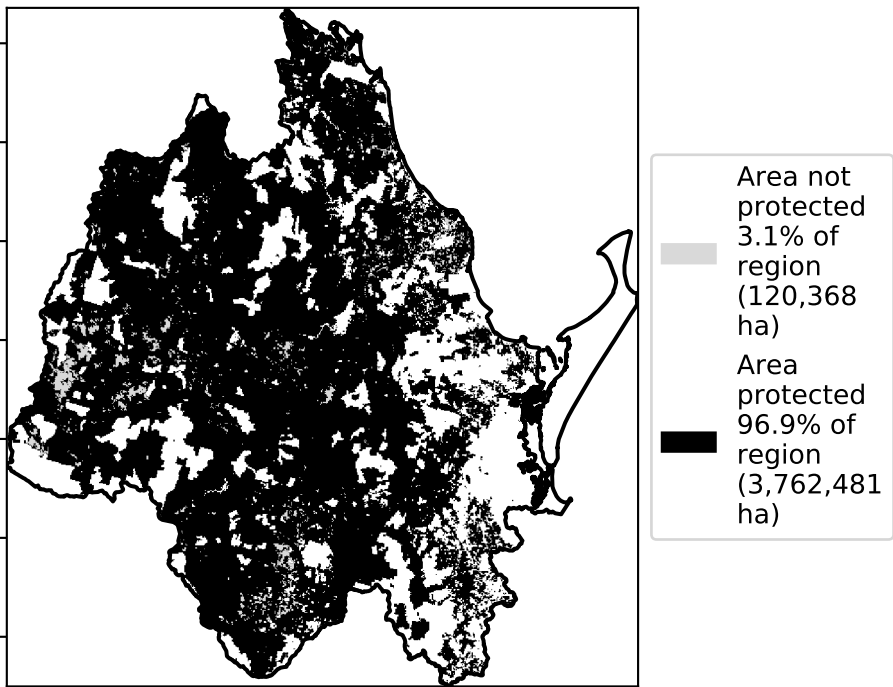 Area not
protected
3.1% of
region
(120,368
ha)
Area
protected
96.9% of
region
(3,762,481
ha)